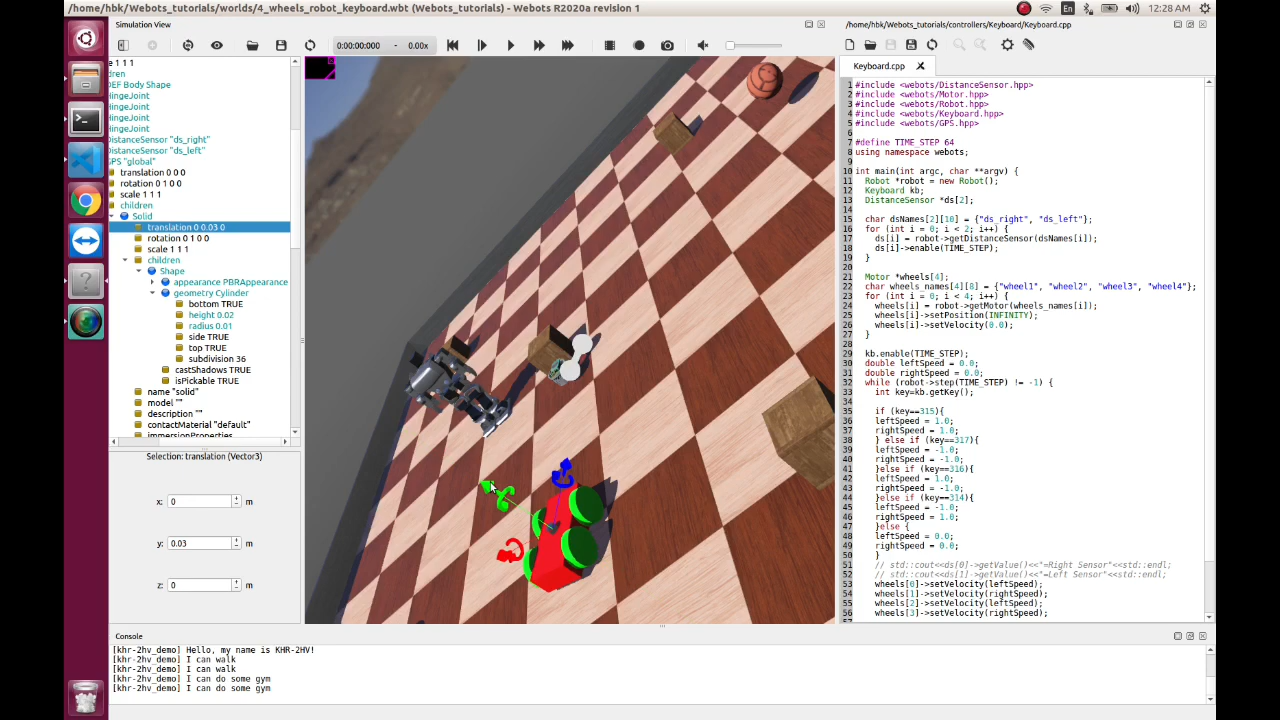 /home/hbk/Webots_tutorials/worlds/4_wheels_robot_keyboard.wbt (Webots_tutorials) - Webots R2020a revision 1
En
12:28 AM
Simulation View
/home/hbk/Webots_tutorials/controllers/Keyboard/Keyboard.cpp
0:00:00:000 - 0.00x
Keyboard.cpp
e 1 1 1
dren
DEF Body Shape
HingeJoint
HingeJoint
HingeJoint
HingeJoint
DistanceSensor "ds_right"
DistanceSensor "ds_left"
GPS "global"
translation 0 0 0
rotation 0 1 0 0
scale 1 1 1
children
Solid
translation 0 0.03 0
rotation 0 1 0 0
scale 1 1 1
children
Shape
appearance PBRAppearance
geometry Cylinder
bottom TRUE
height 0.02
radius 0.01
side TRUE
top TRUE
subdivision 36
castShadows TRUE
isPickable TRUE
name "solid"
model ""
description ""
contactMaterial "default"
immersionProperties
Selection: translation (Vector3)
x: 0 m
y: 0.03 m
z: 0 m
1 #include <webots/DistanceSensor.hpp>
2 #include <webots/Motor.hpp>
3 #include <webots/Robot.hpp>
4 #include <webots/Keyboard.hpp>
5 #include <webots/GPS.hpp>
6
7 #define TIME_STEP 64
8 using namespace webots;
9
10 int main(int argc, char **argv) {
11 Robot *robot = new Robot();
12 Keyboard kb;
13 DistanceSensor *ds[2];
14
15 char dsNames[2][10] = {"ds_right", "ds_left"};
16 for (int i = 0; i < 2; i++) {
17 ds[i] = robot->getDistanceSensor(dsNames[i]);
18 ds[i]->enable(TIME_STEP);
19 }
20
21 Motor *wheels[4];
22 char wheels_names[4][8] = {"wheel1", "wheel2", "wheel3", "wheel4"};
23 for (int i = 0; i < 4; i++) {
24 wheels[i] = robot->getMotor(wheels_names[i]);
25 wheels[i]->setPosition(INFINITY);
26 wheels[i]->setVelocity(0.0);
27 }
28
29 kb.enable(TIME_STEP);
30 double leftSpeed = 0.0;
31 double rightSpeed = 0.0;
32 while (robot->step(TIME_STEP) != -1) {
33 int key=kb.getKey();
34
35 if (key==315){
36 leftSpeed = 1.0;
37 rightSpeed = 1.0;
38 } else if (key==317){
39 leftSpeed = -1.0;
40 rightSpeed = -1.0;
41 }else if (key==316){
42 leftSpeed = 1.0;
43 rightSpeed = -1.0;
44 }else if (key==314){
45 leftSpeed = -1.0;
46 rightSpeed = 1.0;
47 }else {
48 leftSpeed = 0.0;
49 rightSpeed = 0.0;
50 }
51 // std::cout<<ds[0]->getValue()<<"=Right Sensor"<<std::endl;
52 // std::cout<<ds[1]->getValue()<<"=Left Sensor"<<std::endl;
53 wheels[0]->setVelocity(leftSpeed);
54 wheels[1]->setVelocity(rightSpeed);
55 wheels[2]->setVelocity(leftSpeed);
56 wheels[3]->setVelocity(rightSpeed);
57
Console
[khr-2hv_demo] Hello, my name is KHR-2HV!
[khr-2hv_demo] I can walk
[khr-2hv_demo] I can walk
[khr-2hv_demo] I can do some gym
[khr-2hv_demo] I can do some gym